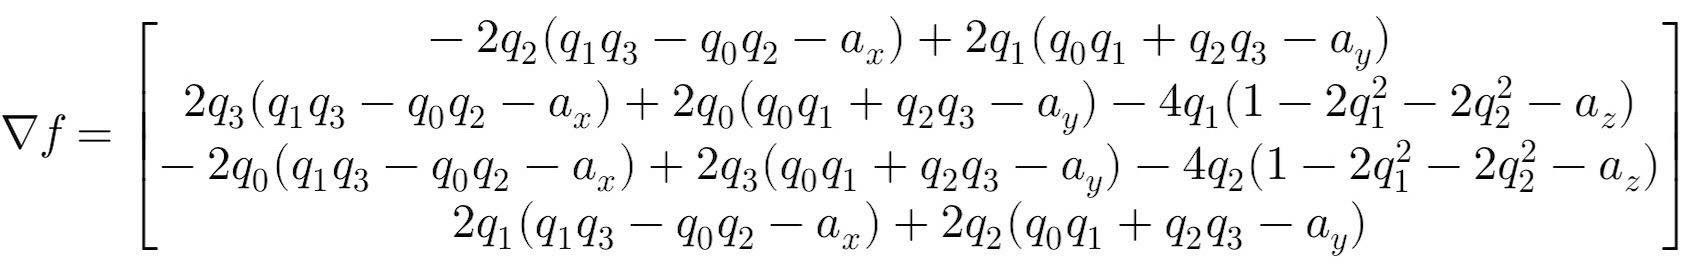 ∇f = [ − 2q₂(q₁q₃ − q₀q₂ − aₓ) + 2q₁(q₀q₁ + q₂q₃ − a_y)
2q₃(q₁q₃ − q₀q₂ − aₓ) + 2q₀(q₀q₁ + q₂q₃ − a_y) − 4q₁(1 − 2q₁² − 2q₂² − a_z)
− 2q₀(q₁q₃ − q₀q₂ − aₓ) + 2q₃(q₀q₁ + q₂q₃ − a_y) − 4q₂(1 − 2q₁² − 2q₂² − a_z)
2q₁(q₁q₃ − q₀q₂ − aₓ) + 2q₂(q₀q₁ + q₂q₃ − a_y) ]